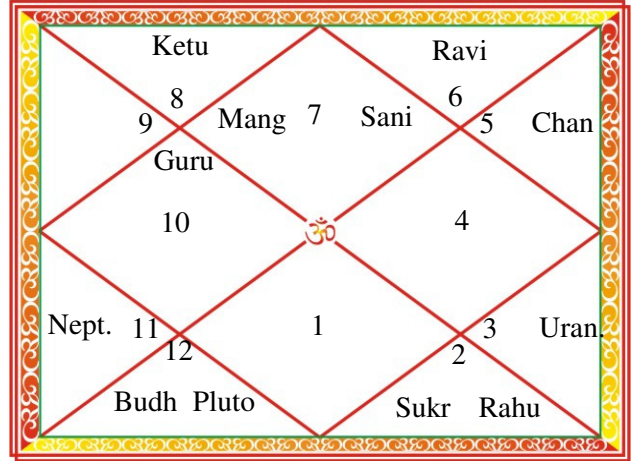 Ketu Ravi
8 6
9 Mang 7 Sani 5 Chan
Guru
10 ॐ 4
Nept. 11 1 3 Uran.
12 2
Budh Pluto Sukr Rahu